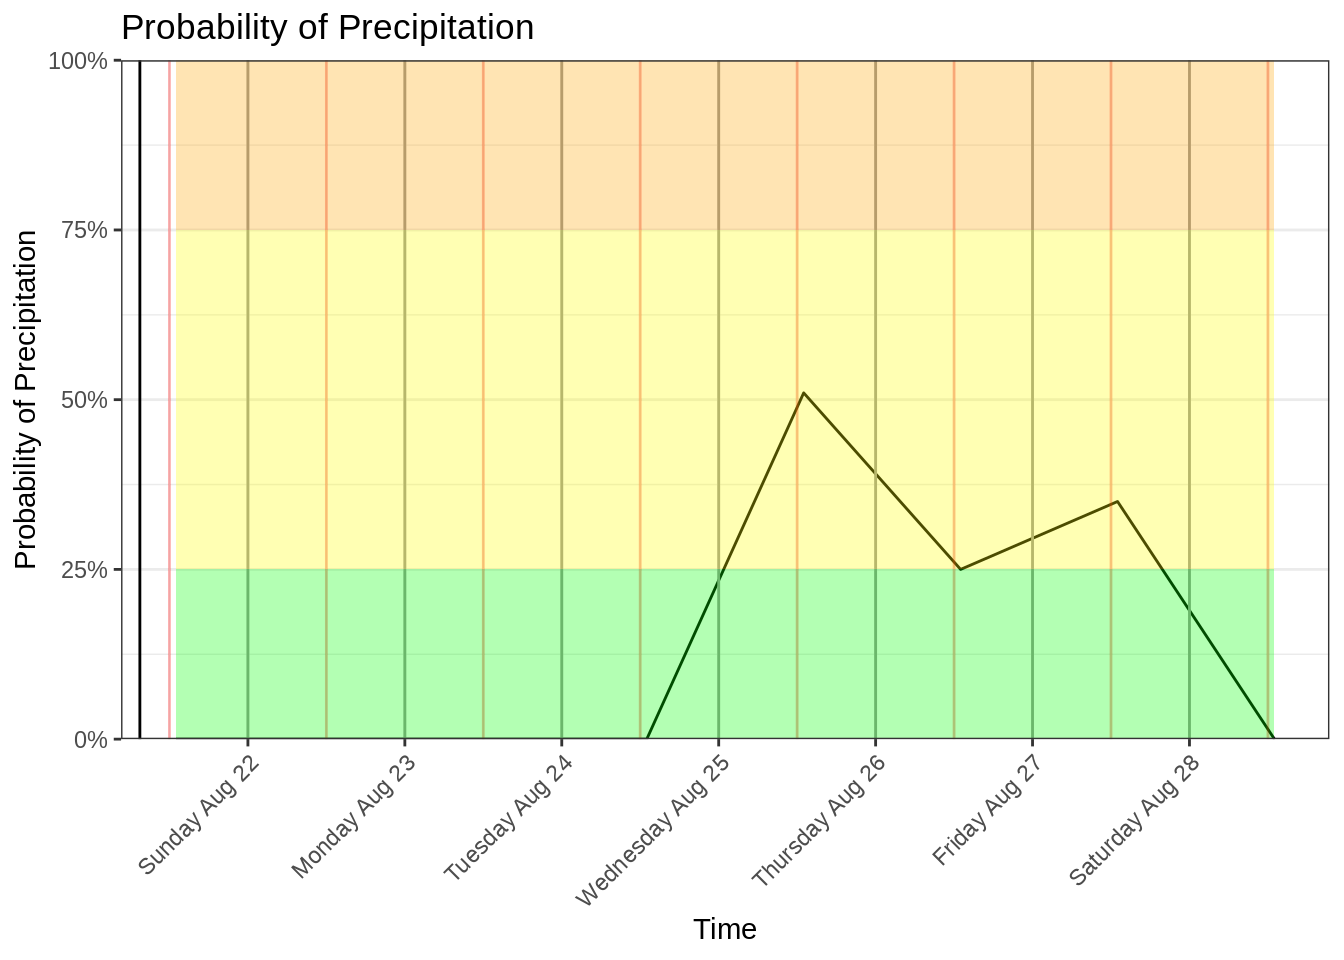 Probability of Precipitation
100%
75%
50%
25%
0%
Probability of Precipitation
Sunday Aug 22
Monday Aug 23
Tuesday Aug 24
Wednesday Aug 25
Thursday Aug 26
Friday Aug 27
Saturday Aug 28
Time